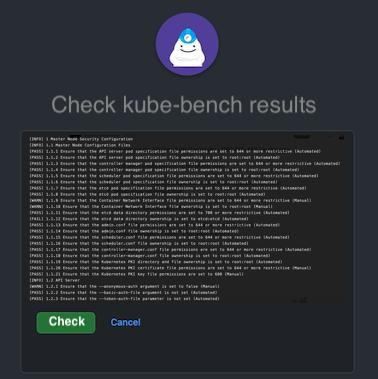 Check kube-bench results
[INFO] 1 Master Node Security Configuration
[INFO] 1.1 Master Node Configuration Files
[PASS] 1.1.1 Ensure that the API server pod specification file permissions are set to 644 or more restrictive (Automated)
[PASS] 1.1.2 Ensure that the API server pod specification file ownership is set to root:root (Automated)
[PASS] 1.1.3 Ensure that the controller manager pod specification file permissions are set to 644 or more restrictive (Automated)
[PASS] 1.1.4 Ensure that the controller manager pod specification file ownership is set to root:root (Automated)
[PASS] 1.1.5 Ensure that the scheduler pod specification file permissions are set to 644 or more restrictive (Automated)
[PASS] 1.1.6 Ensure that the scheduler pod specification file ownership is set to root:root (Automated)
[PASS] 1.1.7 Ensure that the etcd pod specification file permissions are set to 644 or more restrictive (Automated)
[PASS] 1.1.8 Ensure that the etcd pod specification file ownership is set to root:root (Automated)
[WARN] 1.1.9 Ensure that the Container Network Interface file permissions are set to 644 or more restrictive (Manual)
[WARN] 1.1.10 Ensure that the Container Network Interface file ownership is set to root:root (Manual)
[PASS] 1.1.11 Ensure that the etcd data directory permissions are set to 700 or more restrictive (Automated)
[FAIL] 1.1.12 Ensure that the etcd data directory ownership is set to etcd:etcd (Automated)
[PASS] 1.1.13 Ensure that the admin.conf file permissions are set to 644 or more restrictive (Automated)
[PASS] 1.1.14 Ensure that the admin.conf file ownership is set to root:root (Automated)
[PASS] 1.1.15 Ensure that the scheduler.conf file permissions are set to 644 or more restrictive (Automated)
[PASS] 1.1.16 Ensure that the scheduler.conf file ownership is set to root:root (Automated)
[PASS] 1.1.17 Ensure that the controller-manager.conf file permissions are set to 644 or more restrictive (Automated)
[PASS] 1.1.18 Ensure that the controller-manager.conf file ownership is set to root:root (Automated)
[PASS] 1.1.19 Ensure that the Kubernetes PKI directory and file ownership is set to root:root (Automated)
[PASS] 1.1.20 Ensure that the Kubernetes PKI certificate file permissions are set to 644 or more restrictive (Manual)
[PASS] 1.1.21 Ensure that the Kubernetes PKI key file permissions are set to 600 (Manual)
[INFO] 1.2 API Server
[WARN] 1.2.1 Ensure that the --anonymous-auth argument is set to false (Manual)
[PASS] 1.2.2 Ensure that the --basic-auth-file argument is not set (Automated)
[PASS] 1.2.3 Ensure that the --token-auth-file parameter is not set (Automated)
Check
Cancel